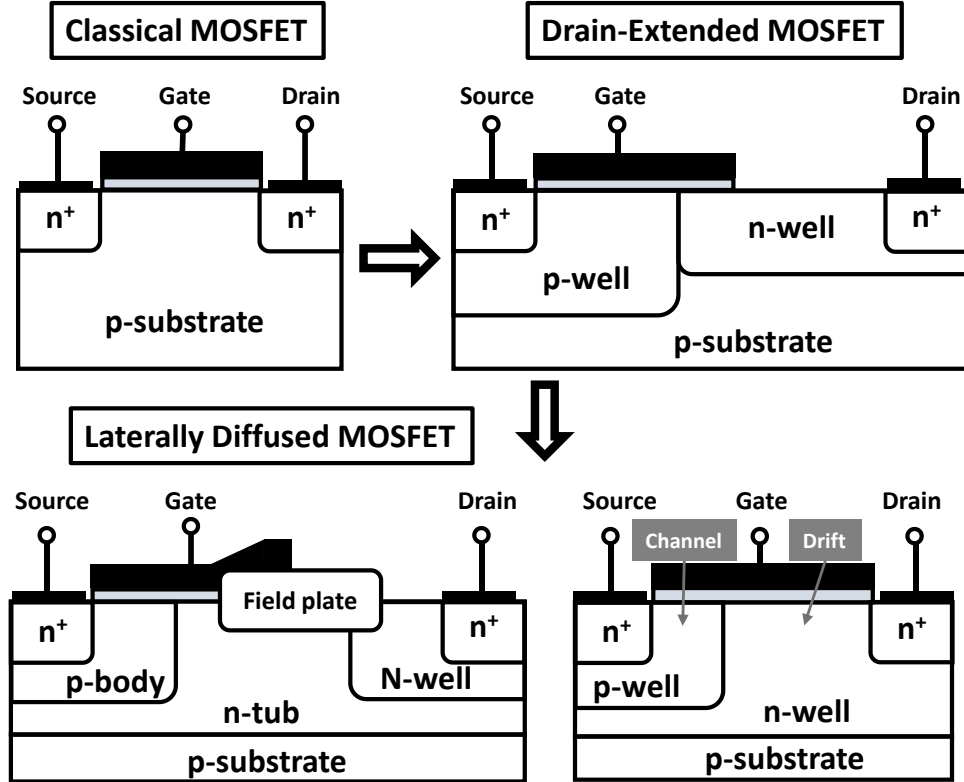 Classical MOSFET
Drain-Extended MOSFET
Source Gate Drain
Source Gate Drain
n+ n+
p-substrate
n+ n-well n+
p-well
p-substrate
Laterally Diffused MOSFET
Source Gate Drain
Field plate
n+ n+
p-body N-well
n-tub
p-substrate
Source Gate Drain
Channel Drift
n+ n+
p-well
n-well
p-substrate